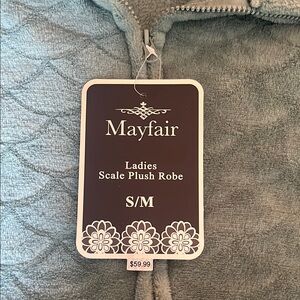 Mayfair
Ladies
Scale Plush Robe
S/M
$59.99